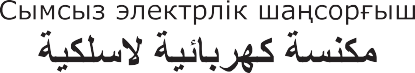 Сымсыз электрлік шаңсорғыш
مكنسة كهربائية لاسلكية